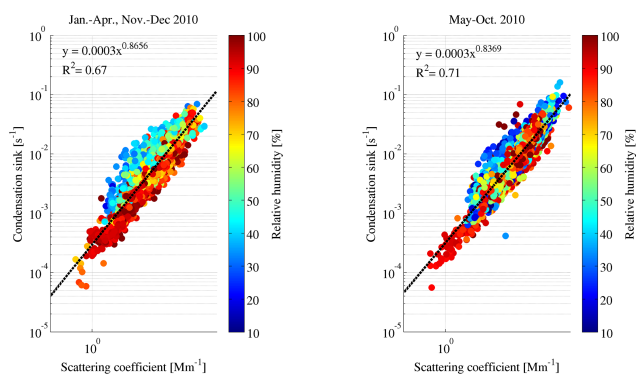 Jan.-Apr., Nov.-Dec 2010
y = 0.0003x^0.8656
R^2= 0.67
Condensation sink [s^-1]
10^0
10^-1
10^-2
10^-3
10^-4
10^-5
10^0
Scattering coefficient [Mm^-1]
100
90
80
70
60
50
40
30
20
10
Relative humidity [%]
May-Oct. 2010
y = 0.0003x^0.8369
R^2= 0.71
Condensation sink [s^-1]
10^0
10^-1
10^-2
10^-3
10^-4
10^-5
10^0
Scattering coefficient [Mm^-1]
100
90
80
70
60
50
40
30
20
10
Relative humidity [%]